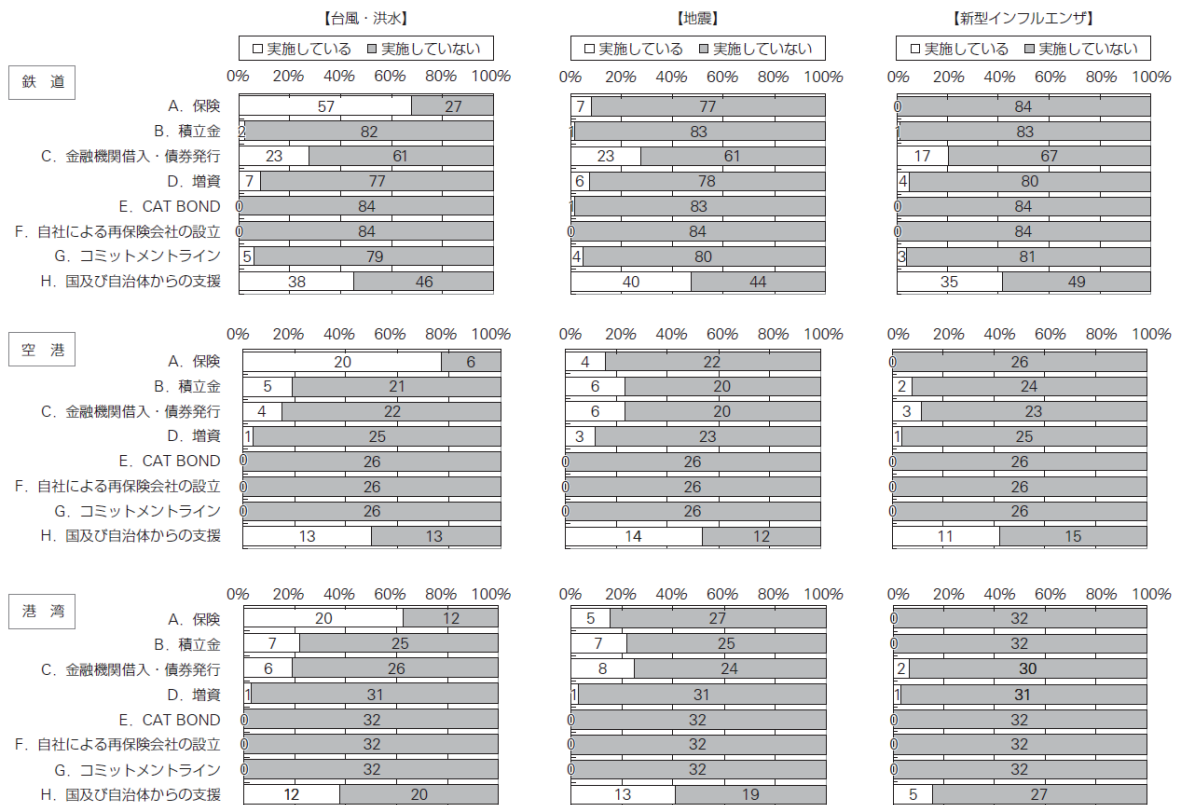 【台風・洪水】 【地震】 【新型インフルエンザ】
□ 実施している ■ 実施していない □ 実施している ■ 実施していない □ 実施している ■ 実施していない
鉄 道
0% 20% 40% 60% 80% 100% 0% 20% 40% 60% 80% 100% 0% 20% 40% 60% 80% 100%
A．保険 57 27 7 77 0 84
B．積立金 2 82 1 83 1 83
C．金融機関借入・債券発行 23 61 23 61 17 67
D．増資 7 77 6 78 4 80
E．CAT BOND 0 84 1 83 0 84
F．自社による再保険会社の設立 0 84 0 84 0 84
G．コミットメントライン 5 79 4 80 3 81
H．国及び自治体からの支援 38 46 40 44 35 49
空 港
0% 20% 40% 60% 80% 100% 0% 20% 40% 60% 80% 100% 0% 20% 40% 60% 80% 100%
A．保険 20 6 4 22 0 26
B．積立金 5 21 6 20 2 24
C．金融機関借入・債券発行 4 22 6 20 3 23
D．増資 1 25 3 23 1 25
E．CAT BOND 0 26 0 26 0 26
F．自社による再保険会社の設立 0 26 0 26 0 26
G．コミットメントライン 0 26 0 26 0 26
H．国及び自治体からの支援 13 13 14 12 11 15
港 湾
0% 20% 40% 60% 80% 100% 0% 20% 40% 60% 80% 100% 0% 20% 40% 60% 80% 100%
A．保険 20 12 5 27 0 32
B．積立金 7 25 7 25 0 32
C．金融機関借入・債券発行 6 26 8 24 2 30
D．増資 1 31 1 31 1 31
E．CAT BOND 0 32 0 32 0 32
F．自社による再保険会社の設立 0 32 0 32 0 32
G．コミットメントライン 0 32 0 32 0 32
H．国及び自治体からの支援 12 20 13 19 5 27